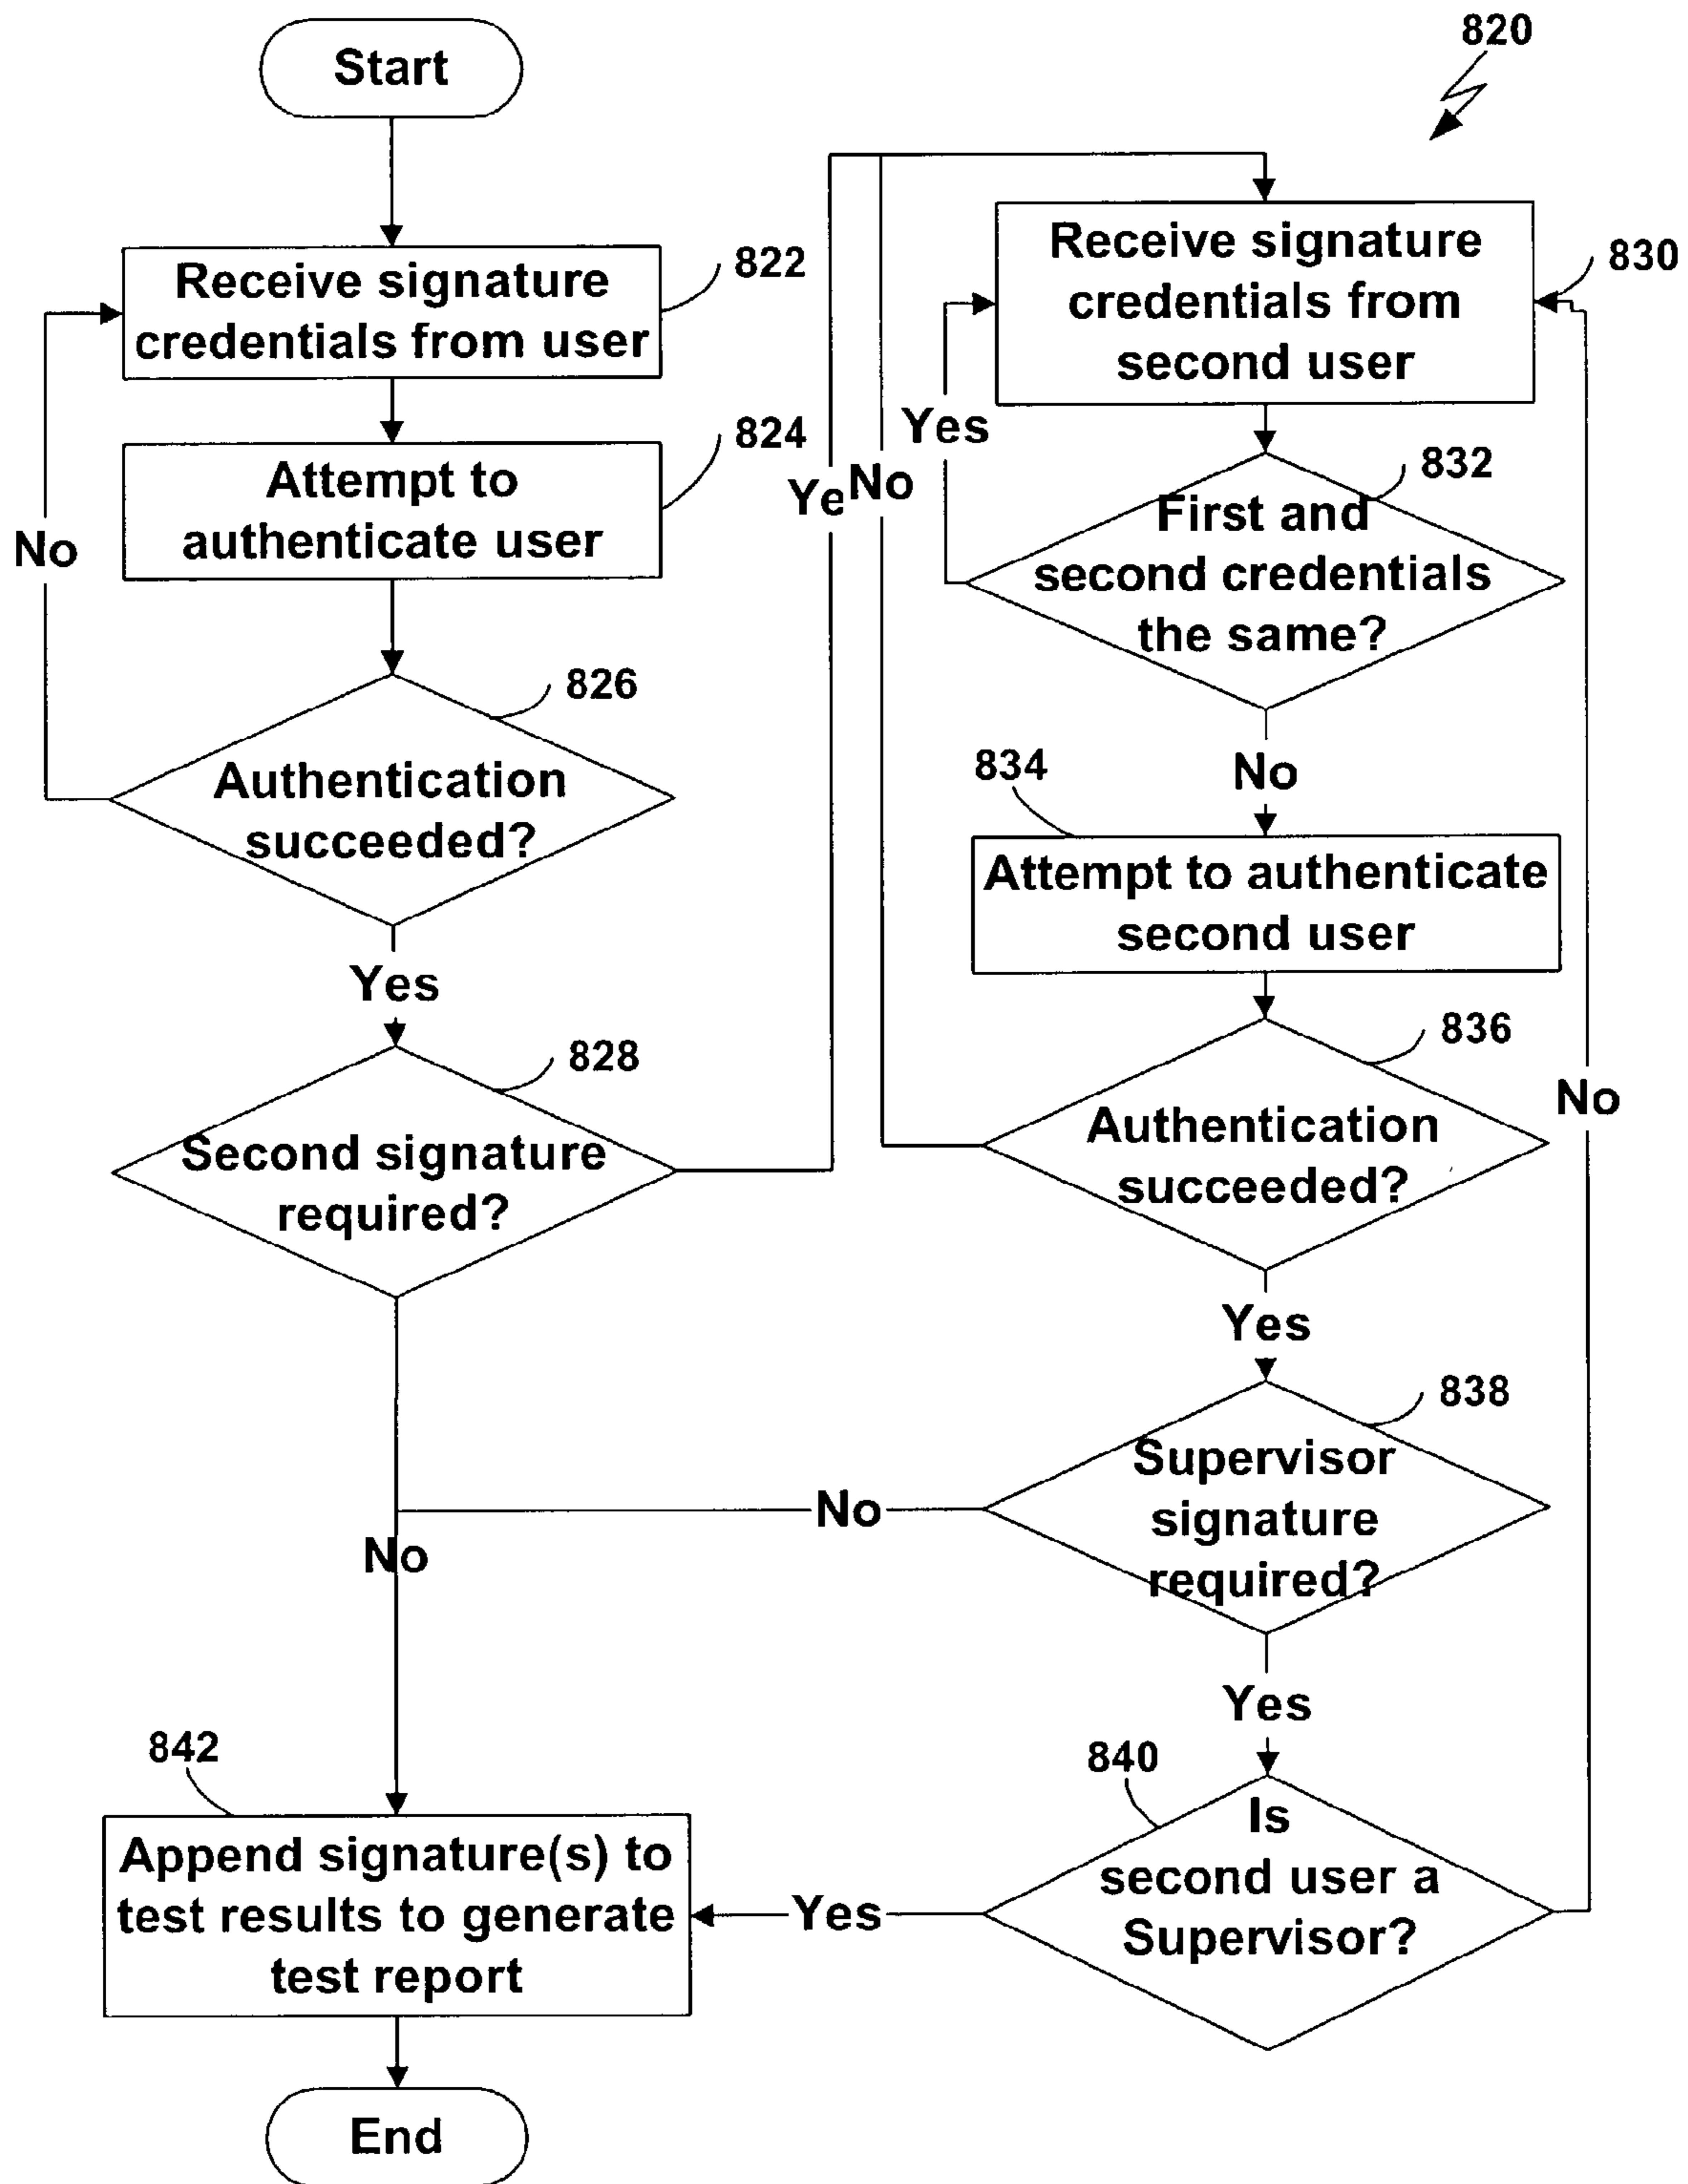 Start
820
Receive signature
credentials from user
822
Attempt to
authenticate user
824
No
Authentication
succeeded?
826
Yes
Second signature
required?
828
Ye
No
Receive signature
credentials from
second user
830
Yes
First and
second credentials
the same?
832
No
834
Attempt to authenticate
second user
Authentication
succeeded?
836
No
Yes
Supervisor
signature
required?
838
No
No
Yes
840
Is
second user a
Supervisor?
Yes
842
Append signature(s) to
test results to generate
test report
End